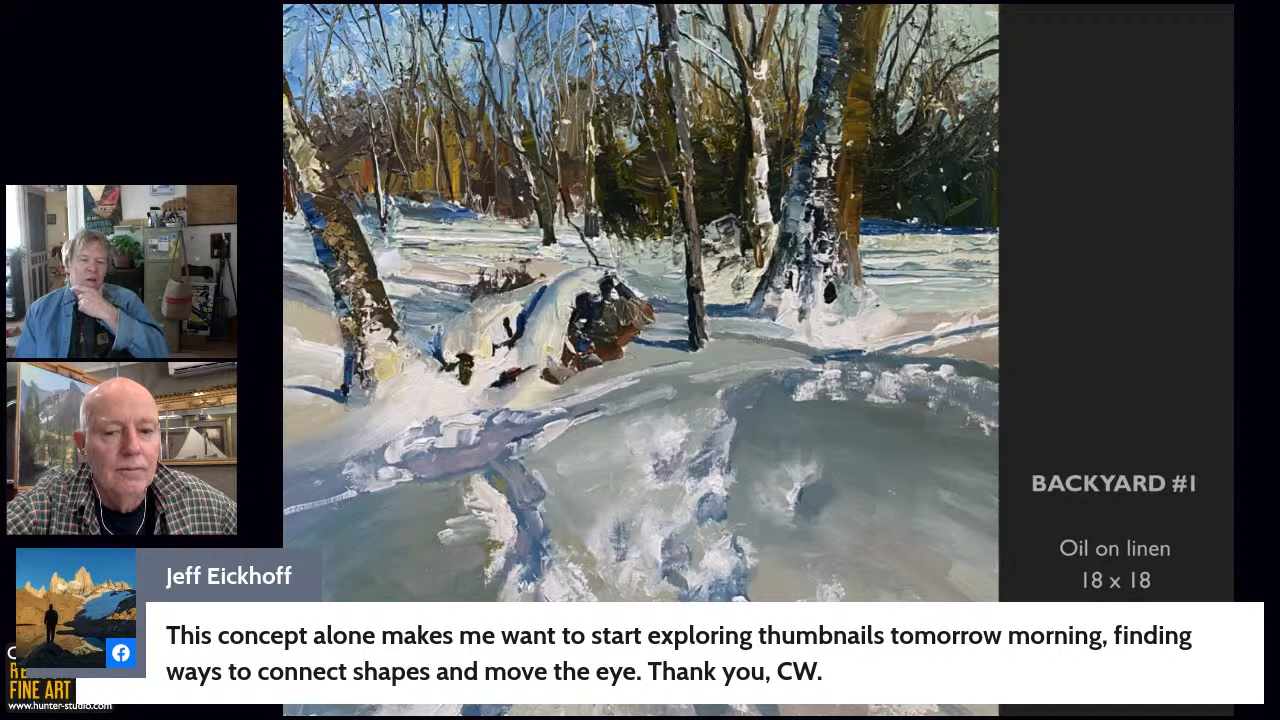 BACKYARD #1
Oil on linen
18 x 18
Jeff Eickhoff
This concept alone makes me want to start exploring thumbnails tomorrow morning, finding
ways to connect shapes and move the eye. Thank you, CW.
FINE ART
www.hunter-studio.com